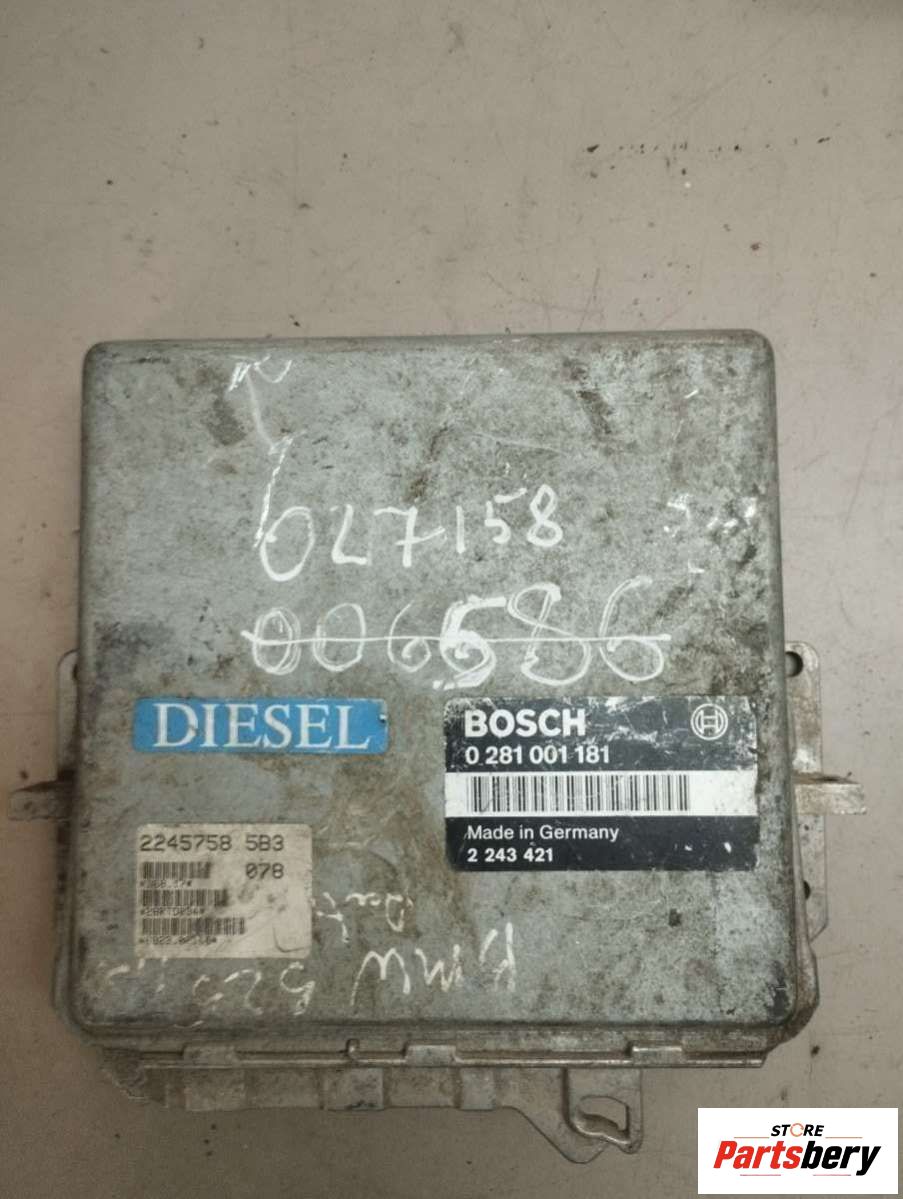 027158
006586
DIESEL
BOSCH
0 281 001 181
Made in Germany
2 243 421
2245758 5B3
078
BMW 525
STORE
Partsbery